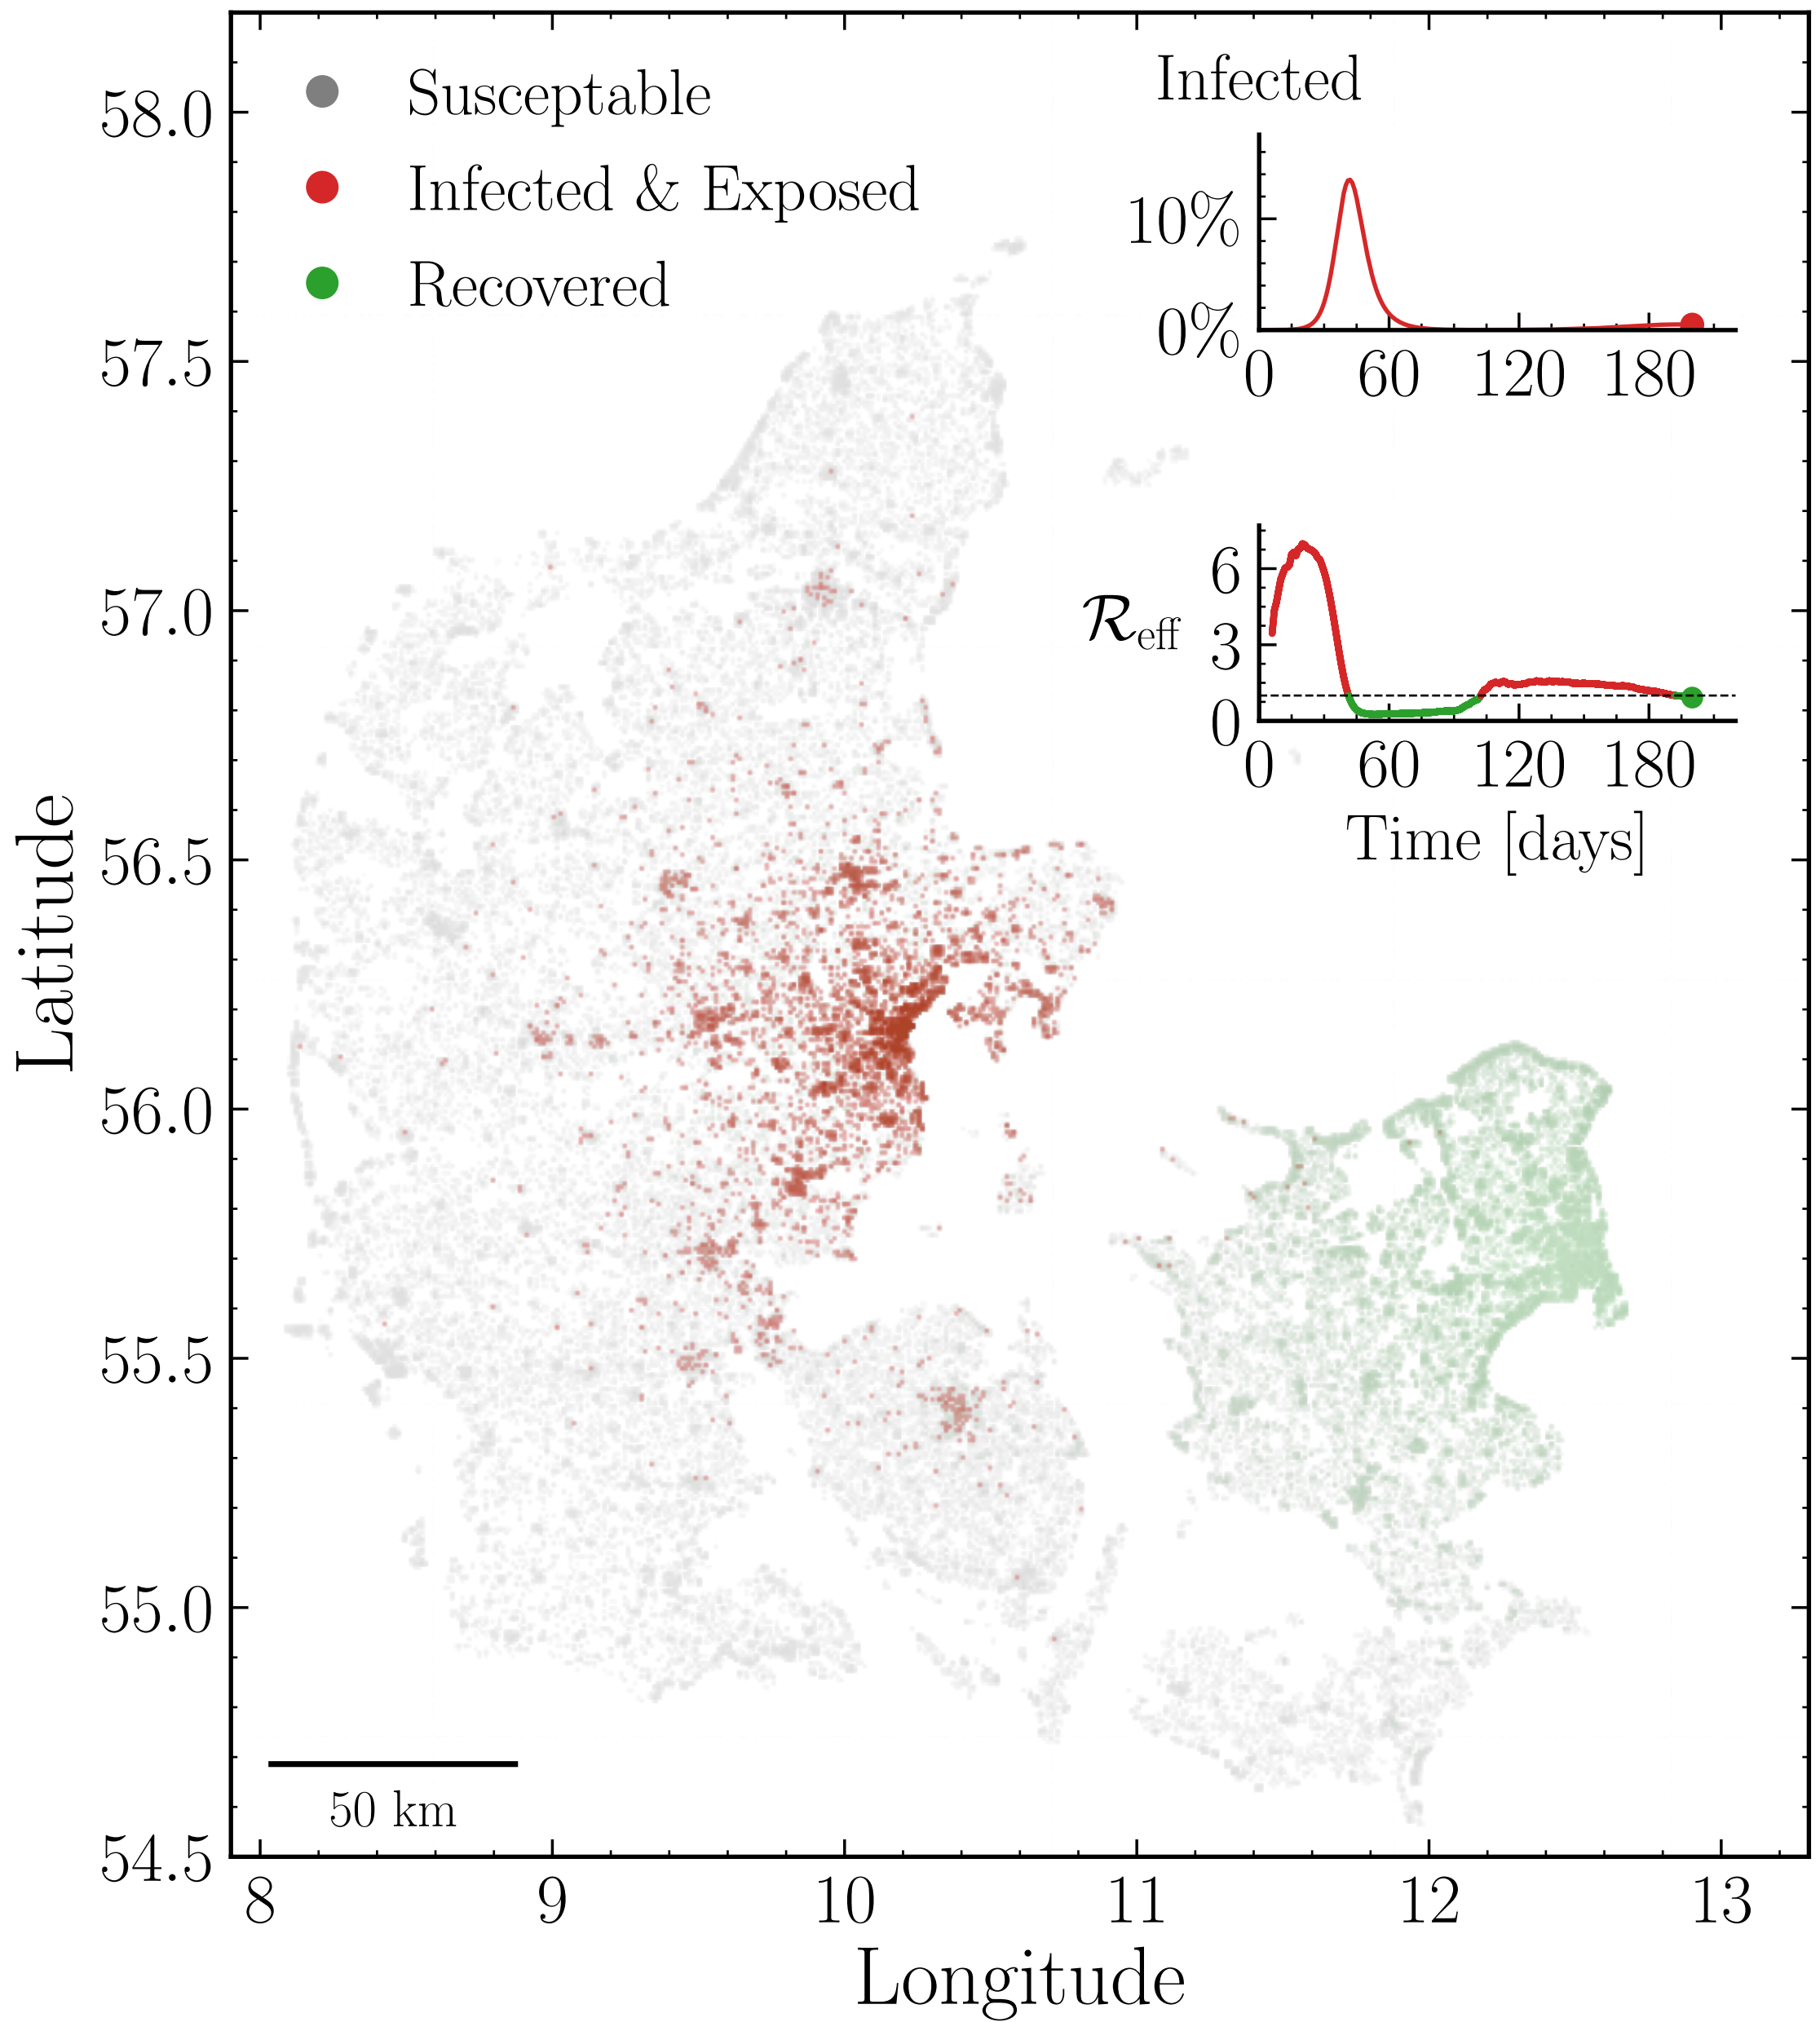 Susceptable
Infected & Exposed
Recovered
Infected
10%
0%
0 60 120 180
6
3
0
ℛeff
0 60 120 180
Time [days]
Latitude
58.0
57.5
57.0
56.5
56.0
55.5
55.0
54.5
50 km
8 9 10 11 12 13
Longitude